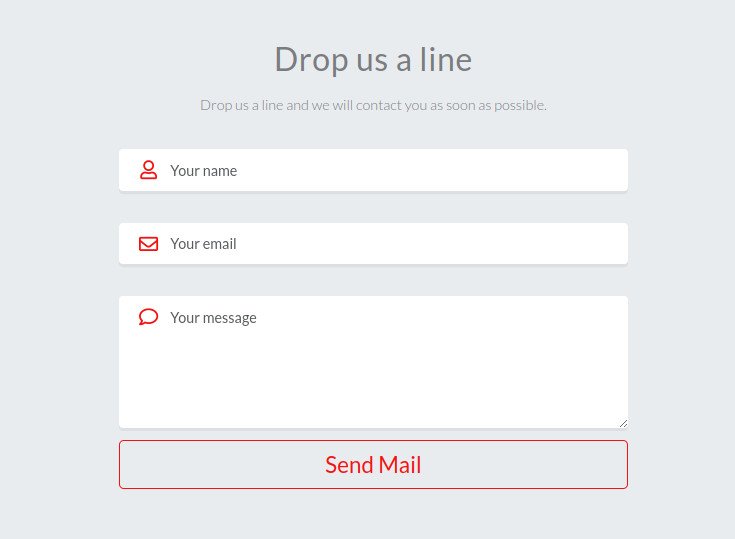 Drop us a line
Drop us a line and we will contact you as soon as possible.
Your name
Your email
Your message
Send Mail